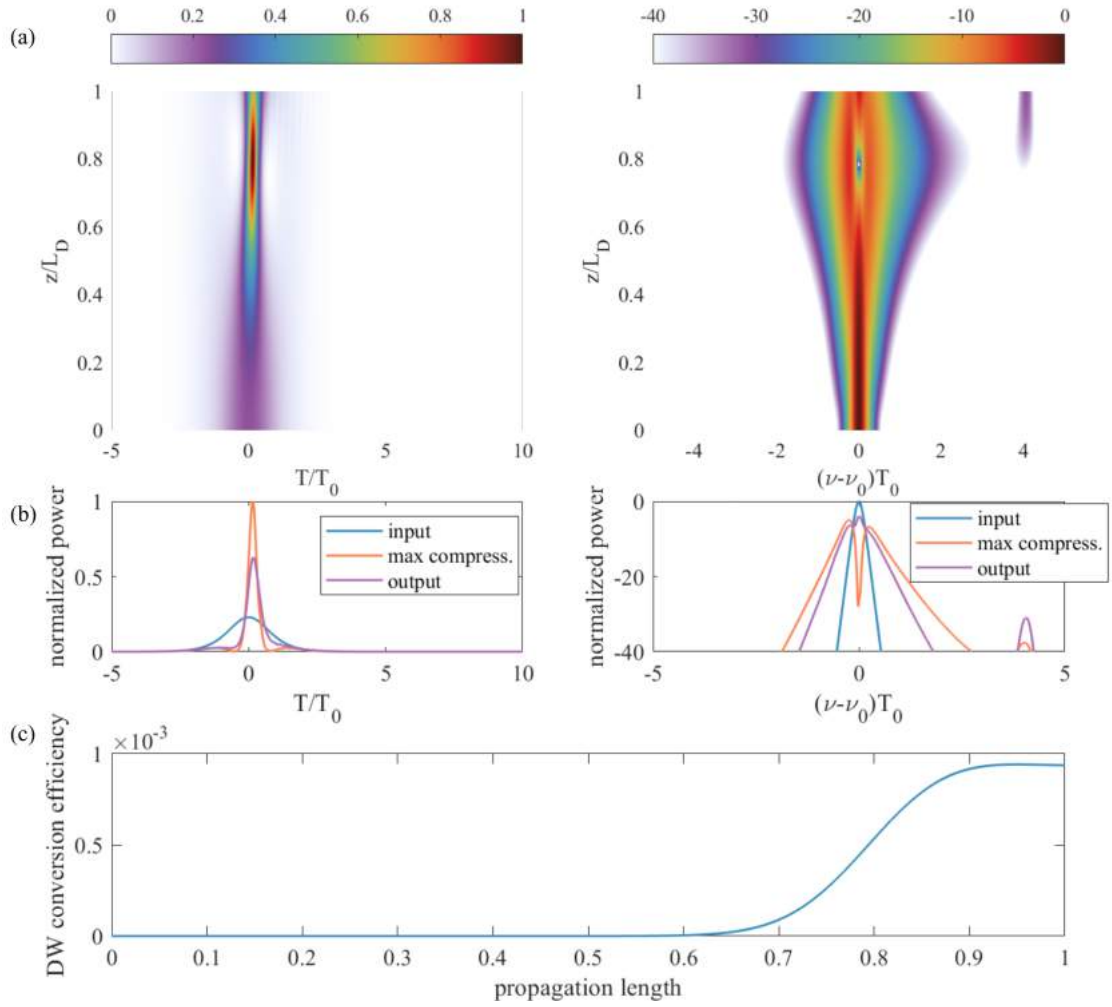 (a)
0 0.2 0.4 0.6 0.8 1
-40 -30 -20 -10 0
1
0.8
0.6
0.4
0.2
0
z/L_D
-5 0 5 10
T/T_0
1
0.8
0.6
0.4
0.2
0
z/L_D
-4 -2 0 2 4
(ν-ν_0)T_0
(b)
normalized power
1
0.5
0
input
max compress.
output
-5 0 5 10
T/T_0
normalized power
0
-20
-40
input
max compress.
output
-5 0 5
(ν-ν_0)T_0
(c)
DW conversion efficiency
×10^-3
1
0.5
0
0 0.1 0.2 0.3 0.4 0.5 0.6 0.7 0.8 0.9 1
propagation length